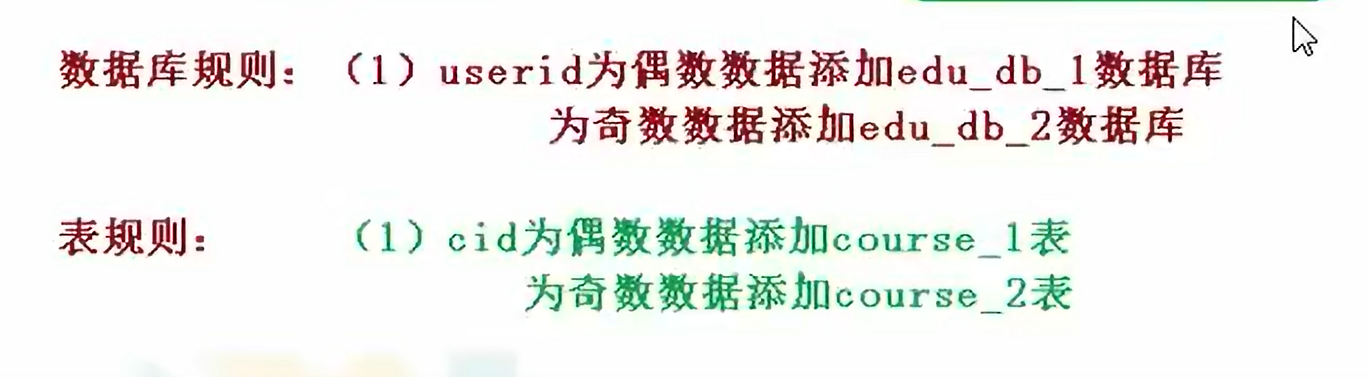 数据库规则：（1）userid为偶数数据添加edu_db_1数据库
为奇数数据添加edu_db_2数据库
表规则：（1）cid为偶数数据添加course_1表
为奇数数据添加course_2表